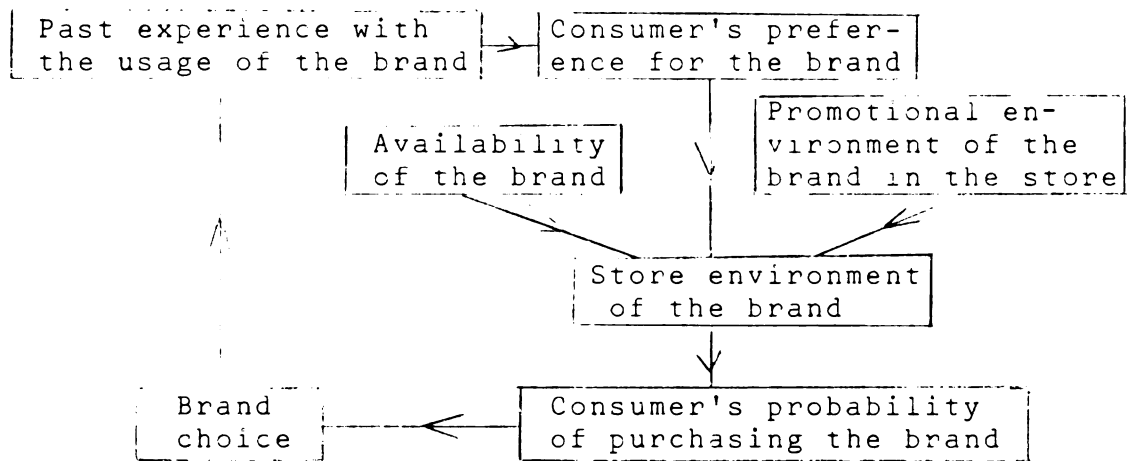 Past experience with
the usage of the brand
Consumer's prefer-
ence for the brand
Availability
of the brand
Promotional en-
vironment of the
brand in the store
Store environment
of the brand
Consumer's probability
of purchasing the brand
Brand
choice